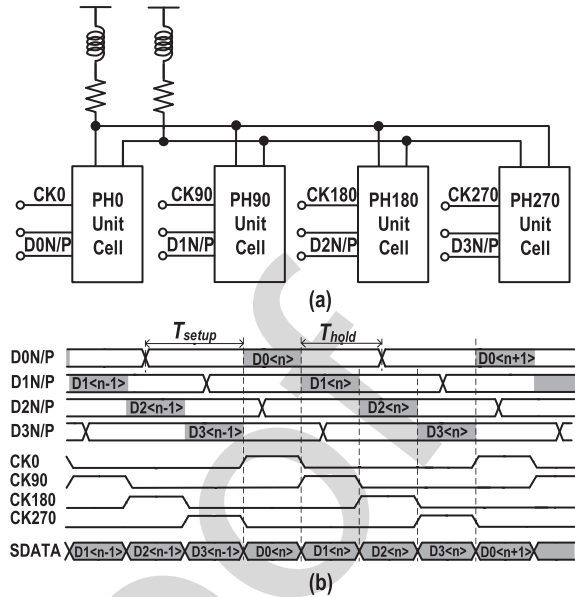 CK0 PH0 Unit Cell D0N/P
CK90 PH90 Unit Cell D1N/P
CK180 PH180 Unit Cell D2N/P
CK270 PH270 Unit Cell D3N/P
(a)
Tsetup Thold
D0N/P D0<n> D0<n+1>
D1N/P D1<n-1> D1<n>
D2N/P D2<n-1> D2<n>
D3N/P D3<n-1> D3<n>
CK0
CK90
CK180
CK270
SDATA D1<n-1> D2<n-1> D3<n-1> D0<n> D1<n> D2<n> D3<n> D0<n+1>
(b)